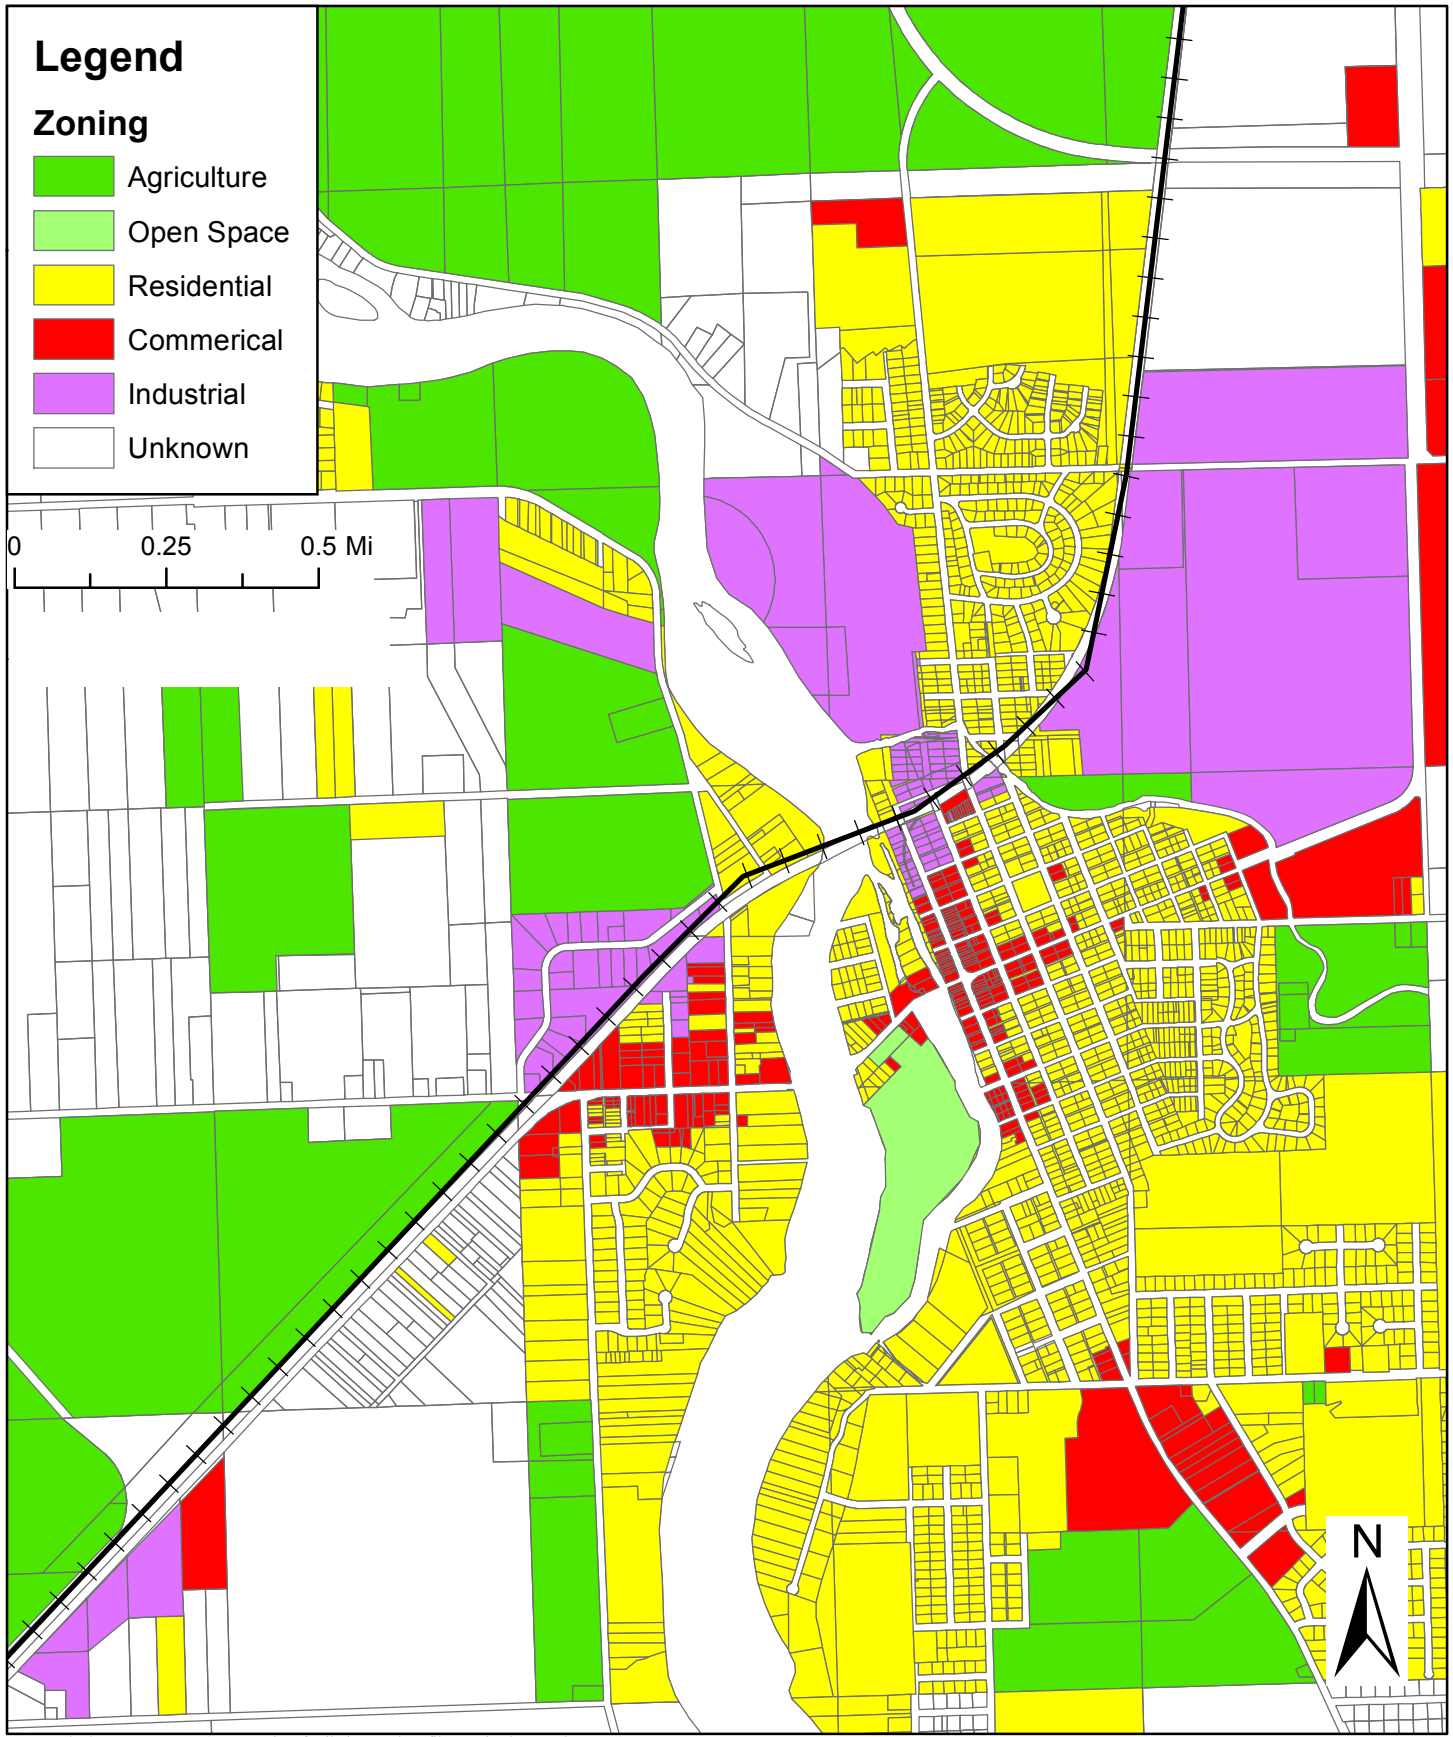 Legend
Zoning
Agriculture
Open Space
Residential
Commerical
Industrial
Unknown
0 0.25 0.5 Mi
N